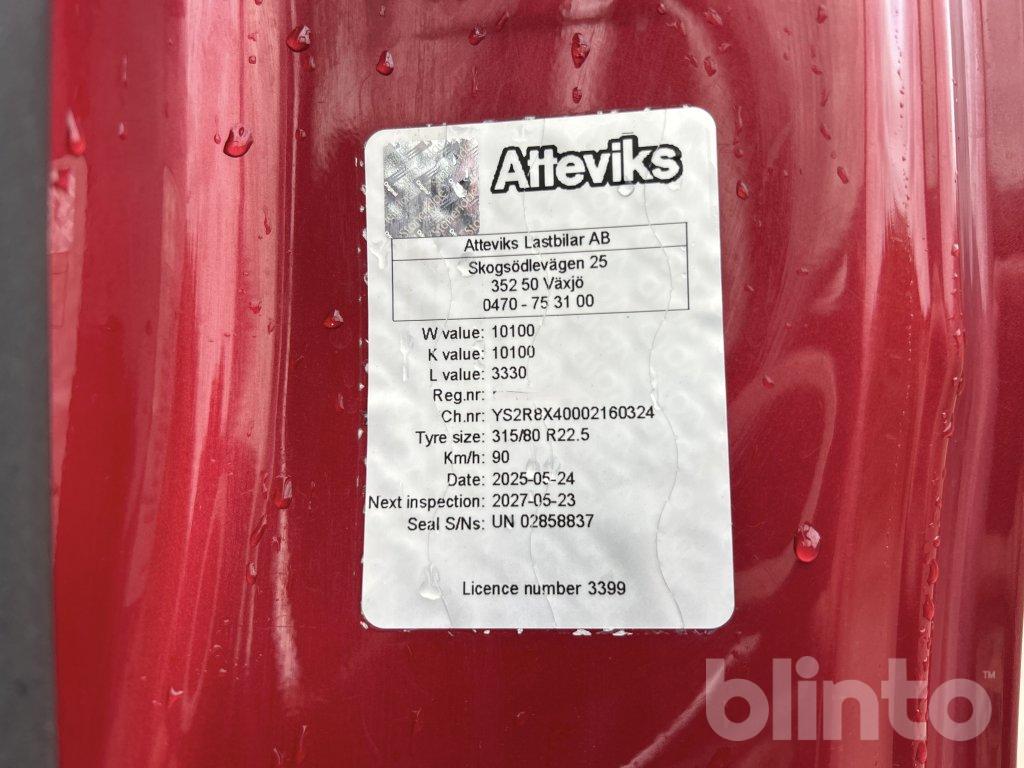 Atteviks
Atteviks Lastbilar AB
Skogsödlevägen 25
352 50 Växjö
0470 - 75 31 00
W value: 10100
K value: 10100
L value: 3330
Reg.nr:
Ch.nr: YS2R8X40002160324
Tyre size: 315/80 R22.5
Km/h: 90
Date: 2025-05-24
Next inspection: 2027-05-23
Seal S/Ns: UN 02858837
Licence number 3399
blinto™